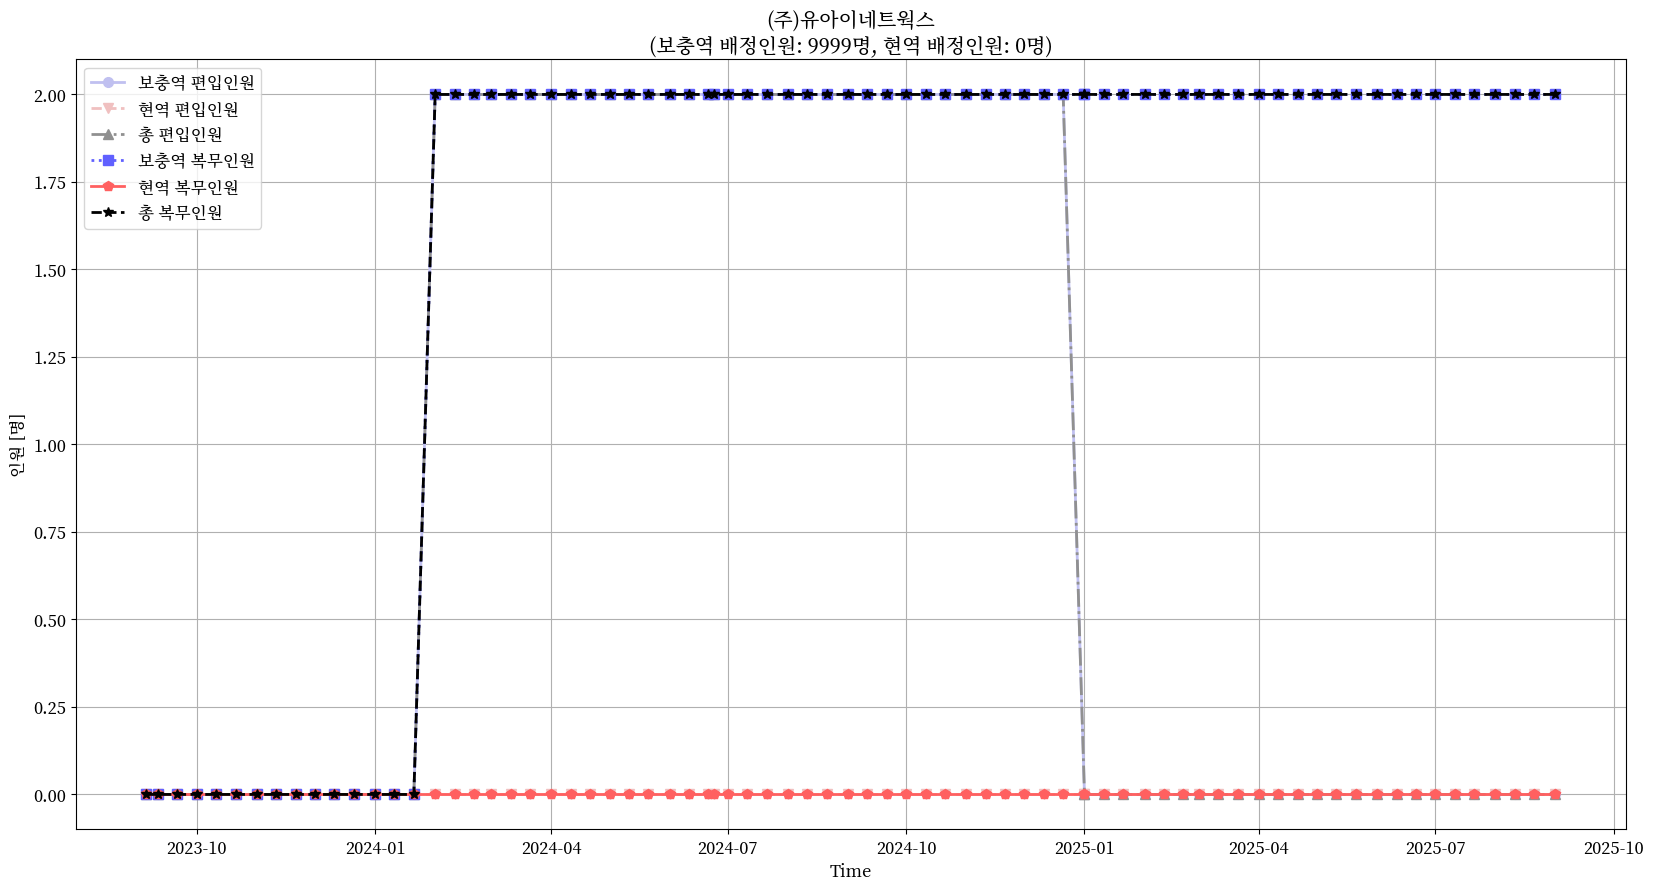 (주)유아이네트웍스
(보충역 배정인원: 9999명, 현역 배정인원: 0명)
보충역 편입인원
현역 편입인원
총 편입인원
보충역 복무인원
현역 복무인원
총 복무인원
2.00
1.75
1.50
1.25
1.00
0.75
0.50
0.25
0.00
인원 [명]
2023-10 2024-01 2024-04 2024-07 2024-10 2025-01 2025-04 2025-07 2025-10
Time